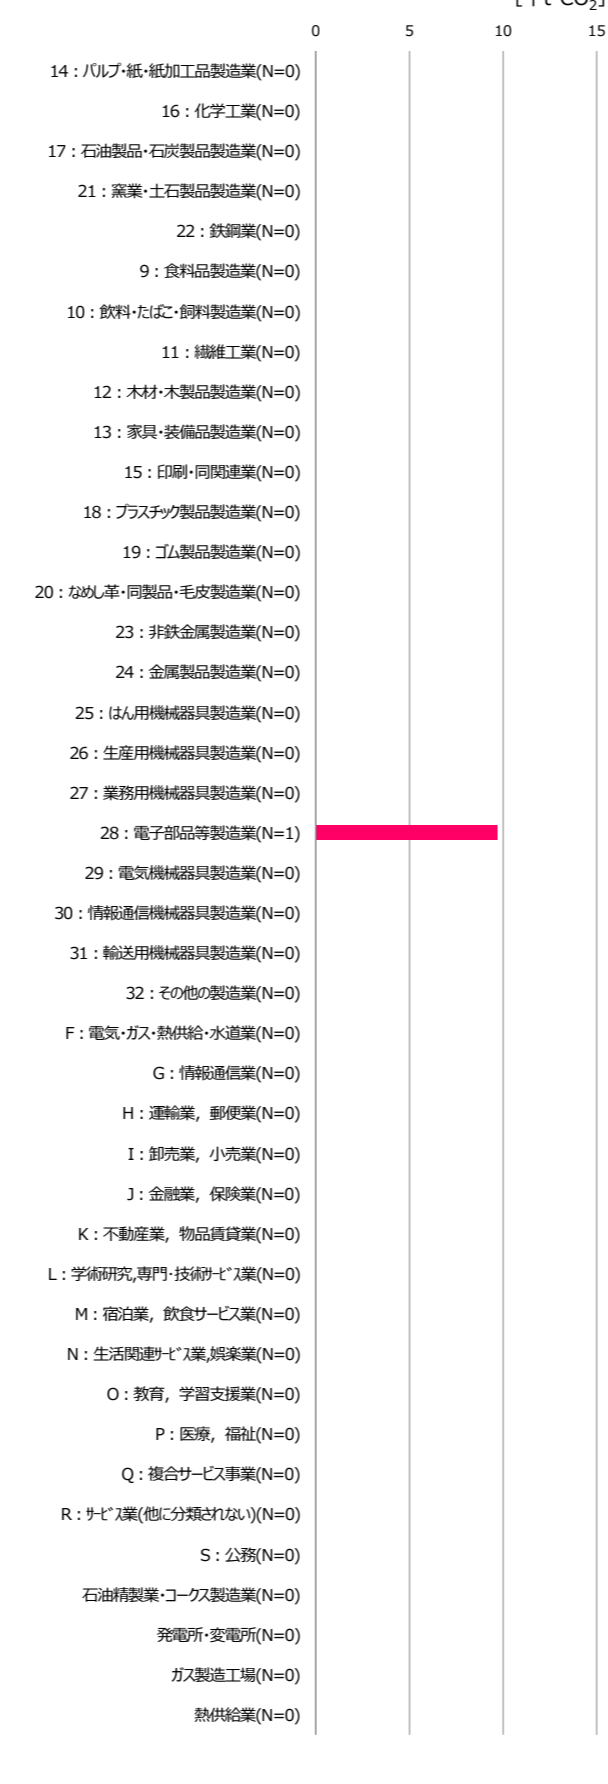 CO2]
0 5 10 15
14：パルプ・紙・紙加工品製造業(N=0)
16：化学工業(N=0)
17：石油製品・石炭製品製造業(N=0)
21：窯業・土石製品製造業(N=0)
22：鉄鋼業(N=0)
9：食料品製造業(N=0)
10：飲料・たばこ・飼料製造業(N=0)
11：繊維工業(N=0)
12：木材・木製品製造業(N=0)
13：家具・装備品製造業(N=0)
15：印刷・同関連業(N=0)
18：プラスチック製品製造業(N=0)
19：ゴム製品製造業(N=0)
20：なめし革・同製品・毛皮製造業(N=0)
23：非鉄金属製造業(N=0)
24：金属製品製造業(N=0)
25：はん用機械器具製造業(N=0)
26：生産用機械器具製造業(N=0)
27：業務用機械器具製造業(N=0)
28：電子部品等製造業(N=1)
29：電気機械器具製造業(N=0)
30：情報通信機械器具製造業(N=0)
31：輸送用機械器具製造業(N=0)
32：その他の製造業(N=0)
F：電気・ガス・熱供給・水道業(N=0)
G：情報通信業(N=0)
H：運輸業，郵便業(N=0)
I：卸売業，小売業(N=0)
J：金融業，保険業(N=0)
K：不動産業，物品賃貸業(N=0)
L：学術研究,専門・技術ｻｰﾋﾞｽ業(N=0)
M：宿泊業，飲食サービス業(N=0)
N：生活関連ｻｰﾋﾞｽ業,娯楽業(N=0)
O：教育，学習支援業(N=0)
P：医療，福祉(N=0)
Q：複合サービス事業(N=0)
R：ｻｰﾋﾞｽ業(他に分類されない)(N=0)
S：公務(N=0)
石油精製業・コークス製造業(N=0)
発電所・変電所(N=0)
ガス製造工場(N=0)
熱供給業(N=0)